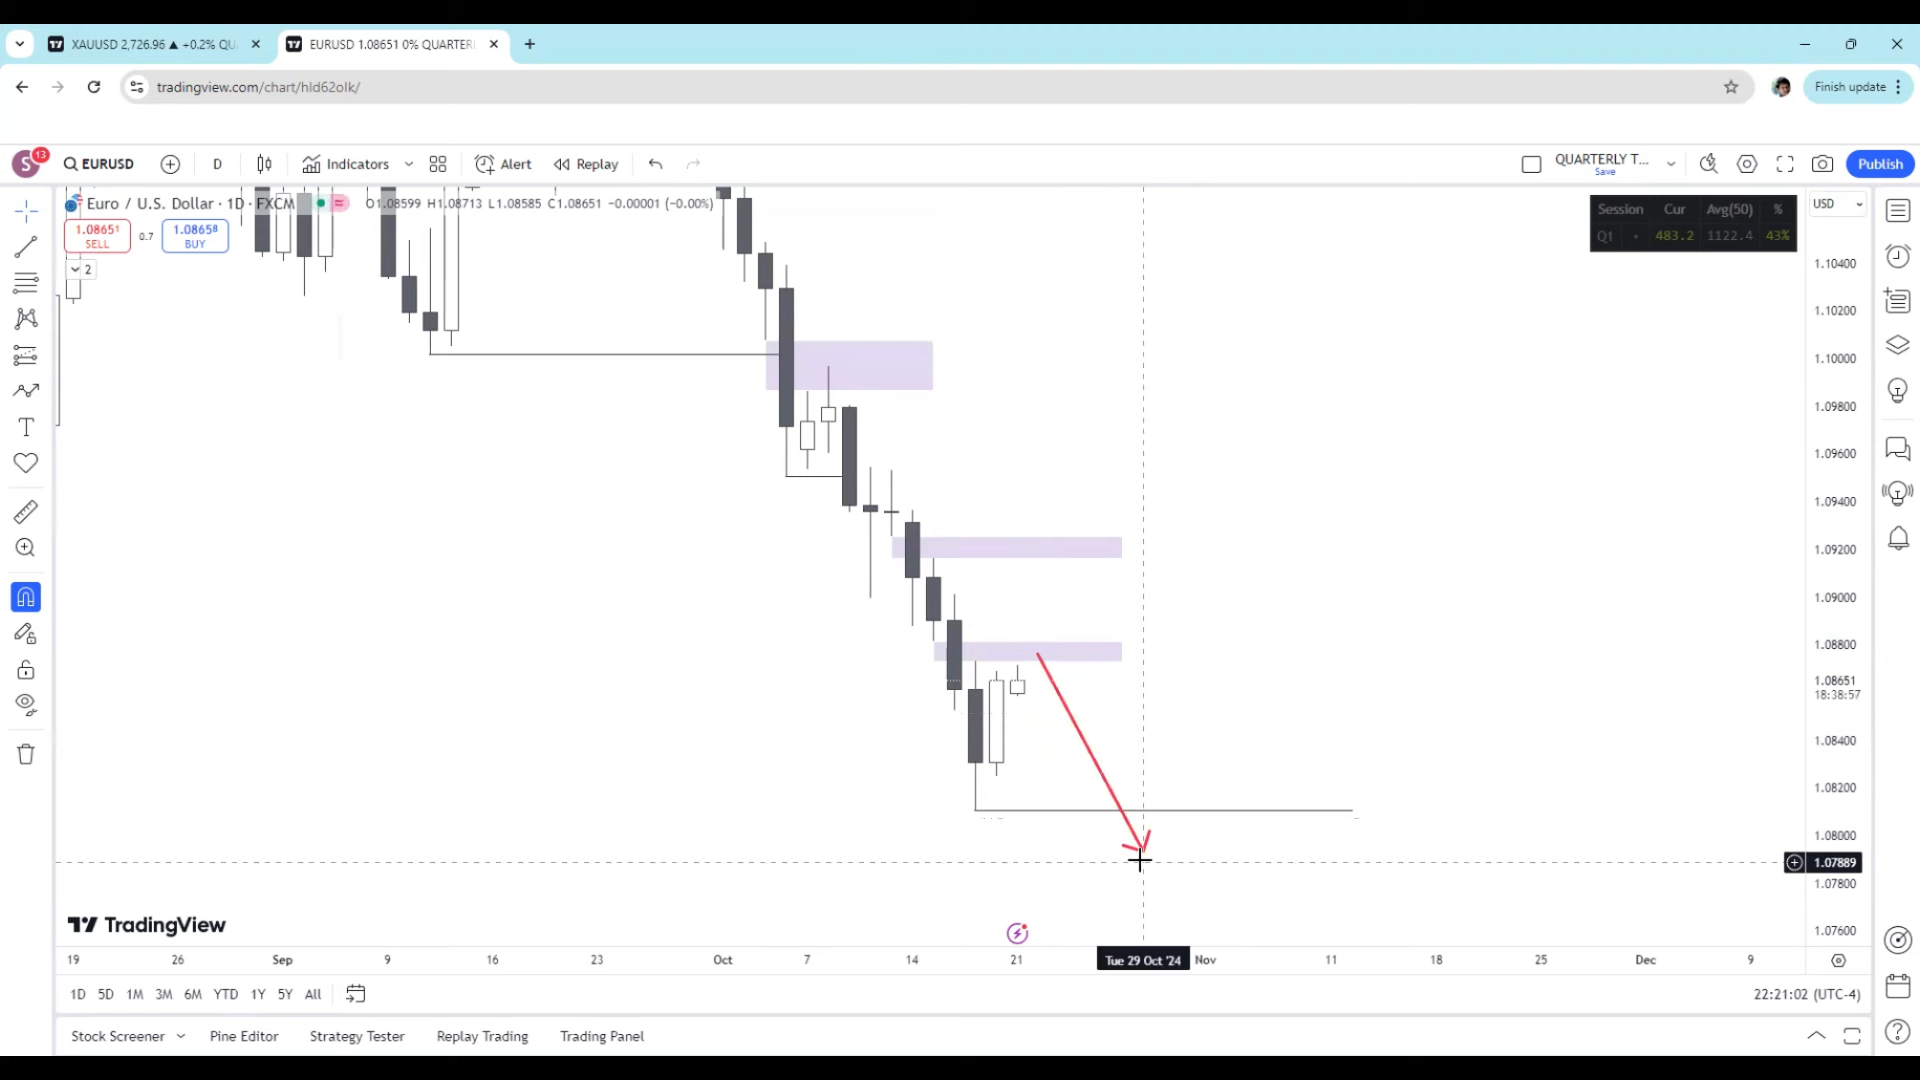 XAUUSD 2,726.96 ▲ +0.2% QU
EURUSD 1.08651 0% QUARTER
tradingview.com/chart/hld62olk/
Finish update
S 13 EURUSD D Indicators Alert Replay QUARTERLY T... Save Publish
Euro / U.S. Dollar · 1D · FXCM O1.08599 H1.08713 L1.08585 C1.08651 −0.00001 (−0.00%)
1.08651 SELL 0.7 1.08658 BUY
2
Session Cur Avg(50) %
Q1 · 483.2 1122.4 43%
USD
1.10400
1.10200
1.10000
1.09800
1.09600
1.09400
1.09200
1.09000
1.08800
1.08651
18:38:57
1.08400
1.08200
1.08000
1.07889
1.07800
1.07600
TradingView
19 26 Sep 9 16 23 Oct 7 14 21 Tue 29 Oct '24 Nov 11 18 25 Dec 9
1D 5D 1M 3M 6M YTD 1Y 5Y All 22:21:02 (UTC-4)
Stock Screener Pine Editor Strategy Tester Replay Trading Trading Panel